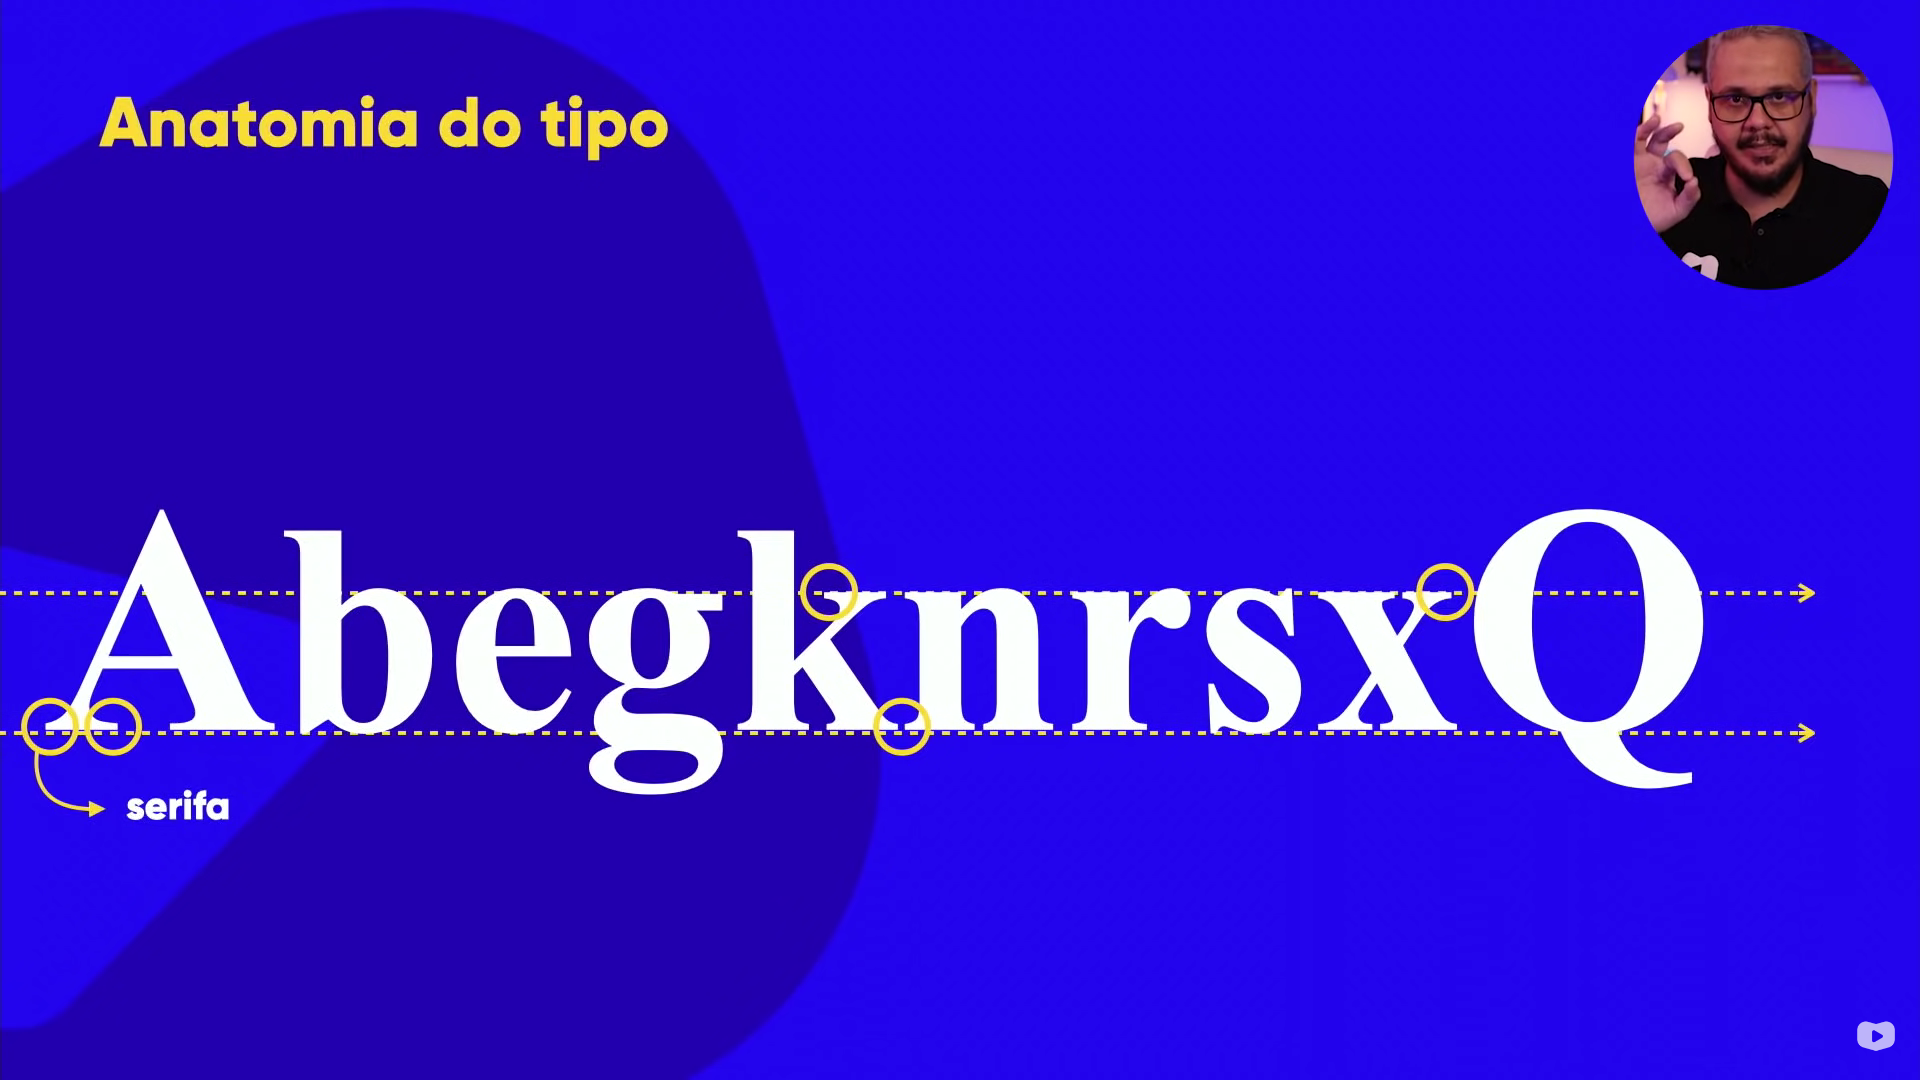 Anatomia do tipo
AbegknrsxQ
serifa